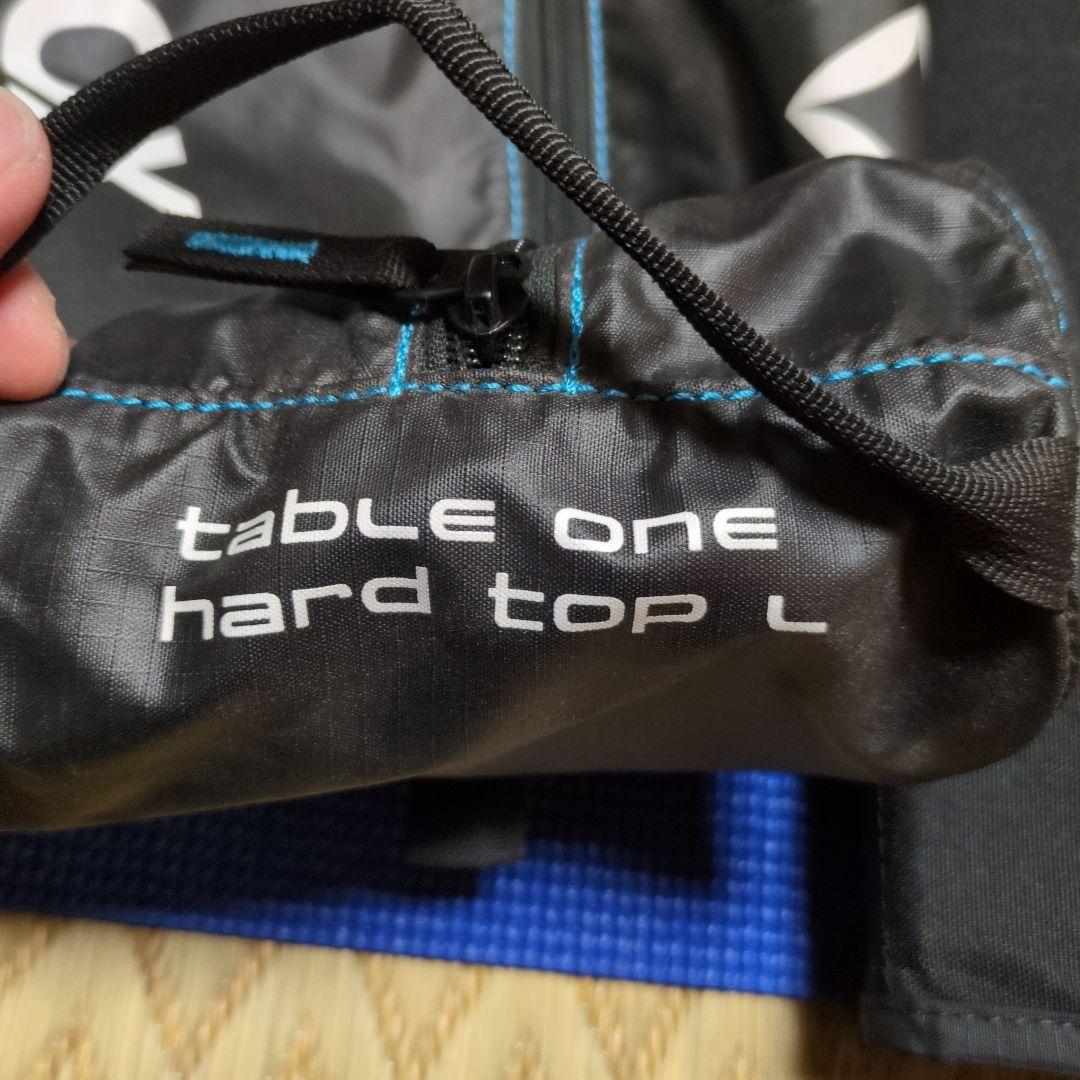 table one
hard top L